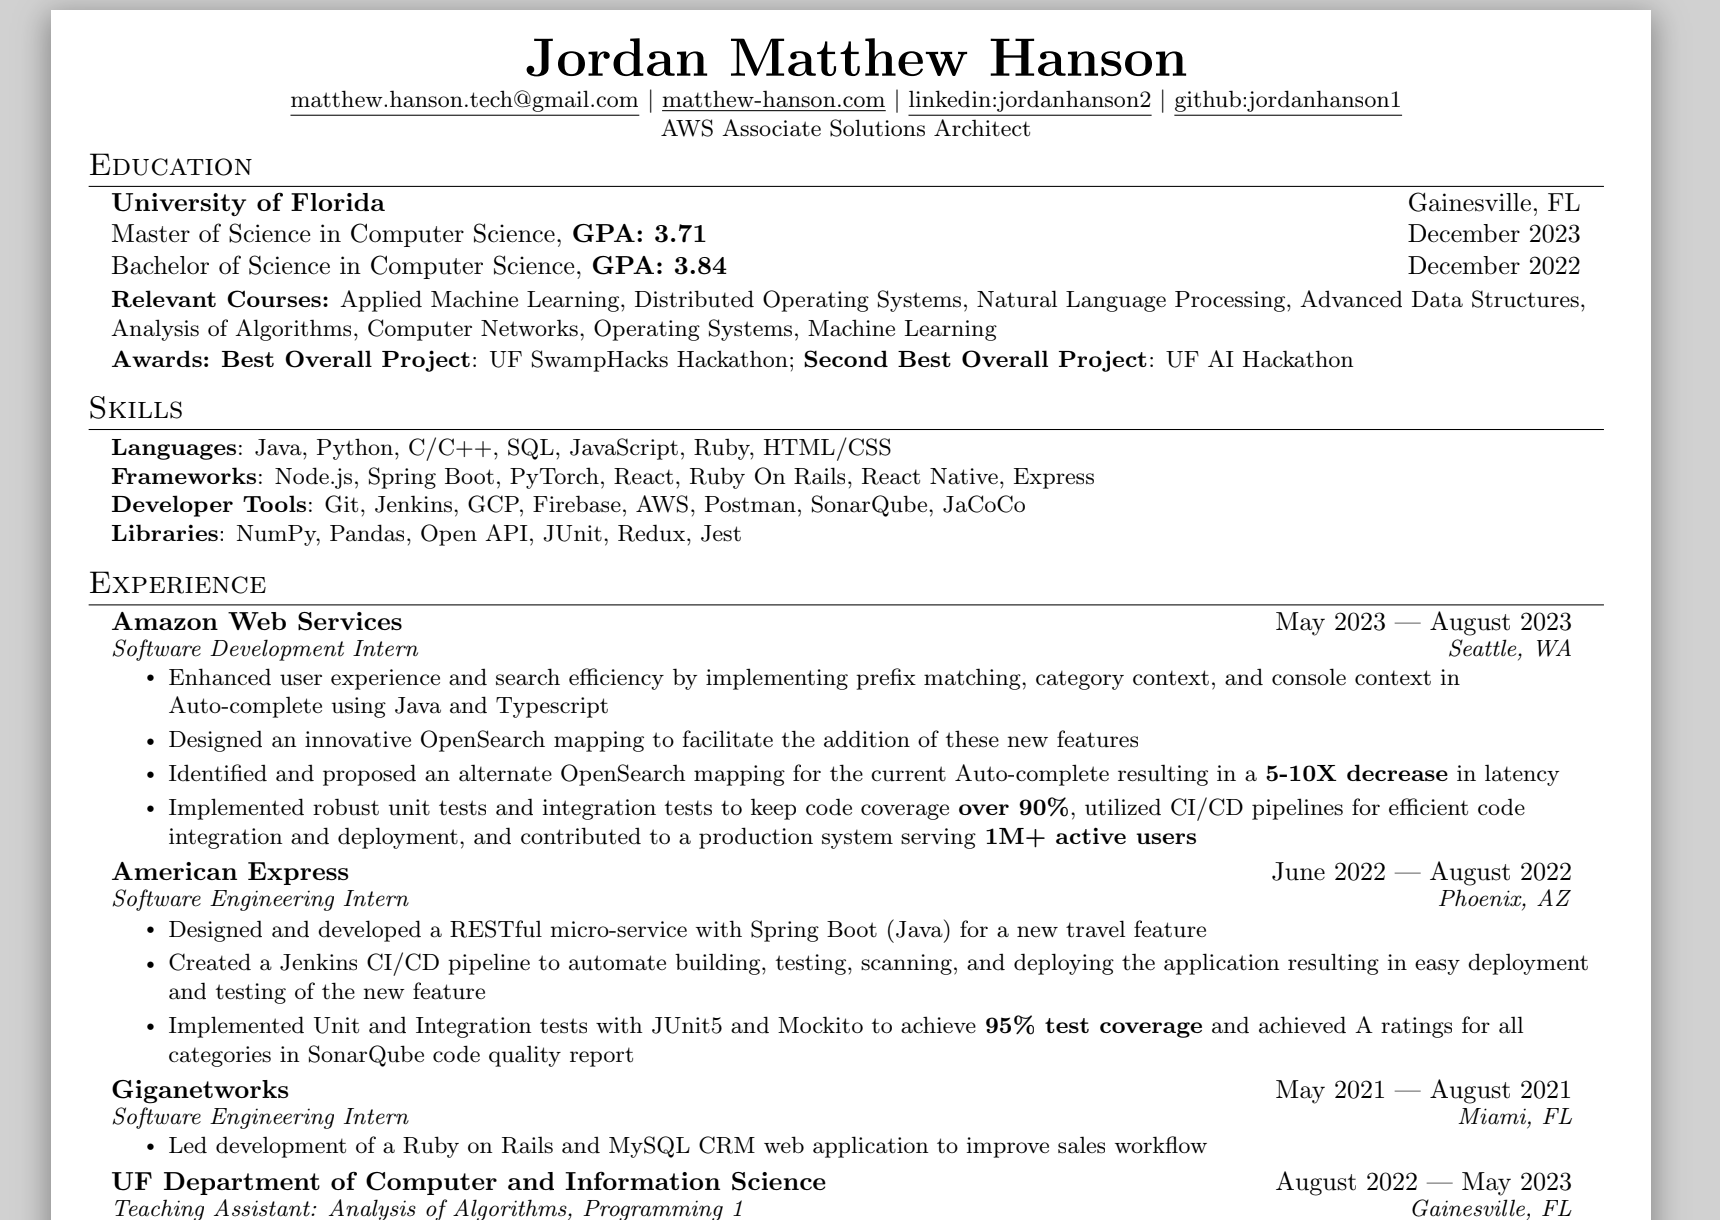 Jordan Matthew Hanson
matthew.hanson.tech@gmail.com | matthew-hanson.com | linkedin:jordanhanson2 | github:jordanhanson1
AWS Associate Solutions Architect
Education
University of Florida Gainesville, FL
Master of Science in Computer Science, GPA: 3.71 December 2023
Bachelor of Science in Computer Science, GPA: 3.84 December 2022
Relevant Courses: Applied Machine Learning, Distributed Operating Systems, Natural Language Processing, Advanced Data Structures,
Analysis of Algorithms, Computer Networks, Operating Systems, Machine Learning
Awards: Best Overall Project: UF SwampHacks Hackathon; Second Best Overall Project: UF AI Hackathon
Skills
Languages: Java, Python, C/C++, SQL, JavaScript, Ruby, HTML/CSS
Frameworks: Node.js, Spring Boot, PyTorch, React, Ruby On Rails, React Native, Express
Developer Tools: Git, Jenkins, GCP, Firebase, AWS, Postman, SonarQube, JaCoCo
Libraries: NumPy, Pandas, Open API, JUnit, Redux, Jest
Experience
Amazon Web Services May 2023 — August 2023
Software Development Intern Seattle, WA
• Enhanced user experience and search efficiency by implementing prefix matching, category context, and console context in
Auto-complete using Java and Typescript
• Designed an innovative OpenSearch mapping to facilitate the addition of these new features
• Identified and proposed an alternate OpenSearch mapping for the current Auto-complete resulting in a 5-10X decrease in latency
• Implemented robust unit tests and integration tests to keep code coverage over 90%, utilized CI/CD pipelines for efficient code
integration and deployment, and contributed to a production system serving 1M+ active users
American Express June 2022 — August 2022
Software Engineering Intern Phoenix, AZ
• Designed and developed a RESTful micro-service with Spring Boot (Java) for a new travel feature
• Created a Jenkins CI/CD pipeline to automate building, testing, scanning, and deploying the application resulting in easy deployment
and testing of the new feature
• Implemented Unit and Integration tests with JUnit5 and Mockito to achieve 95% test coverage and achieved A ratings for all
categories in SonarQube code quality report
Giganetworks May 2021 — August 2021
Software Engineering Intern Miami, FL
• Led development of a Ruby on Rails and MySQL CRM web application to improve sales workflow
UF Department of Computer and Information Science August 2022 — May 2023
Teaching Assistant: Analysis of Algorithms, Programming 1 Gainesville, FL